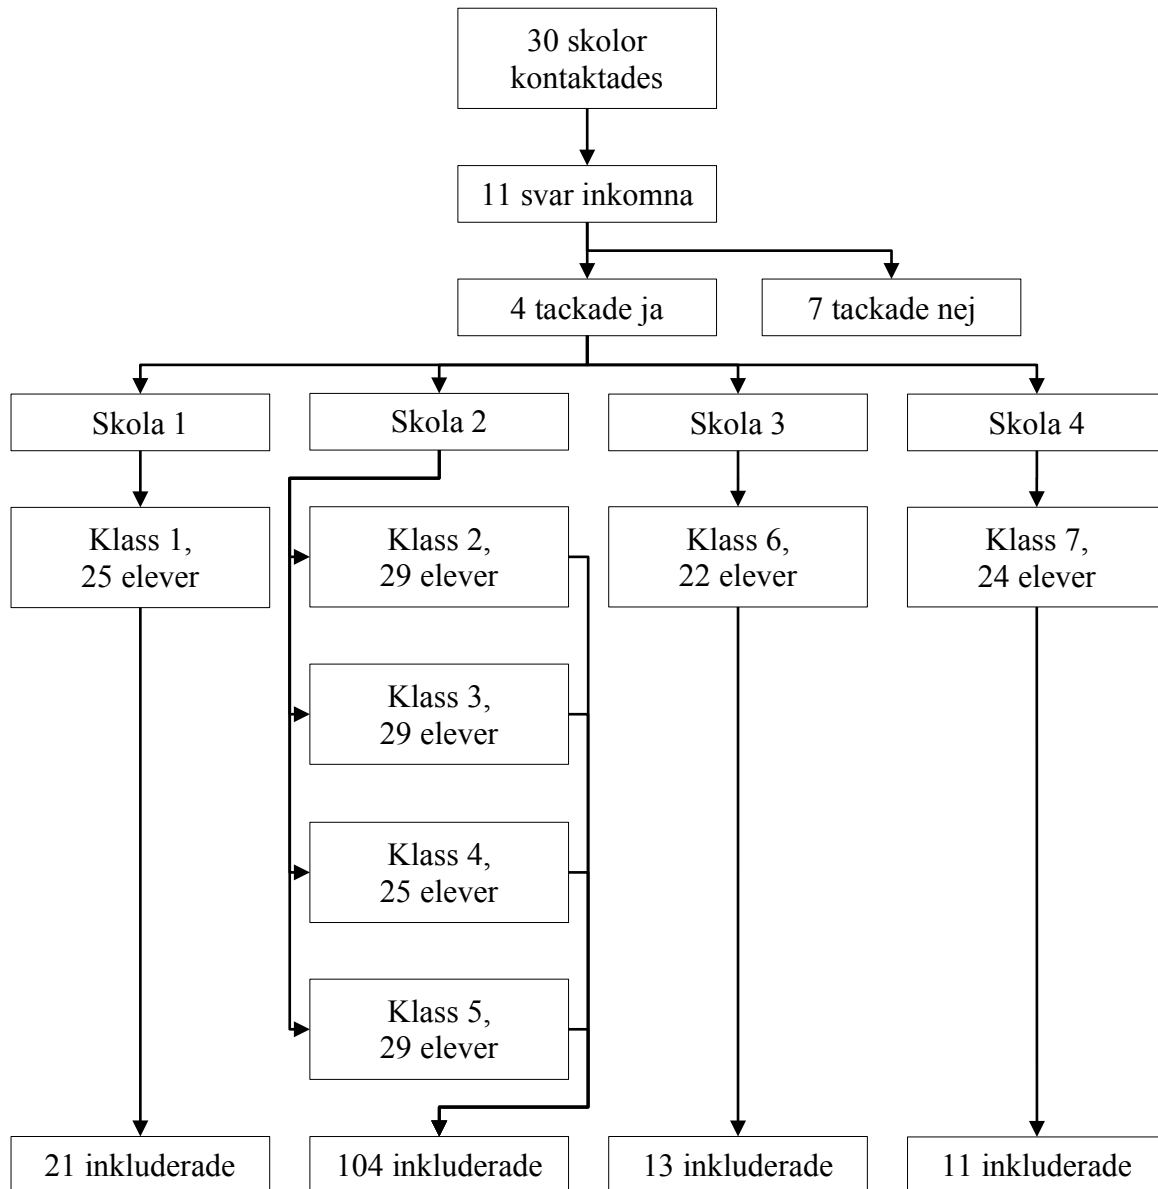 30 skolor
kontaktades
11 svar inkomna
4 tackade ja
7 tackade nej
Skola 1
Skola 2
Skola 3
Skola 4
Klass 1,
25 elever
Klass 2,
29 elever
Klass 6,
22 elever
Klass 7,
24 elever
Klass 3,
29 elever
Klass 4,
25 elever
Klass 5,
29 elever
21 inkluderade
104 inkluderade
13 inkluderade
11 inkluderade